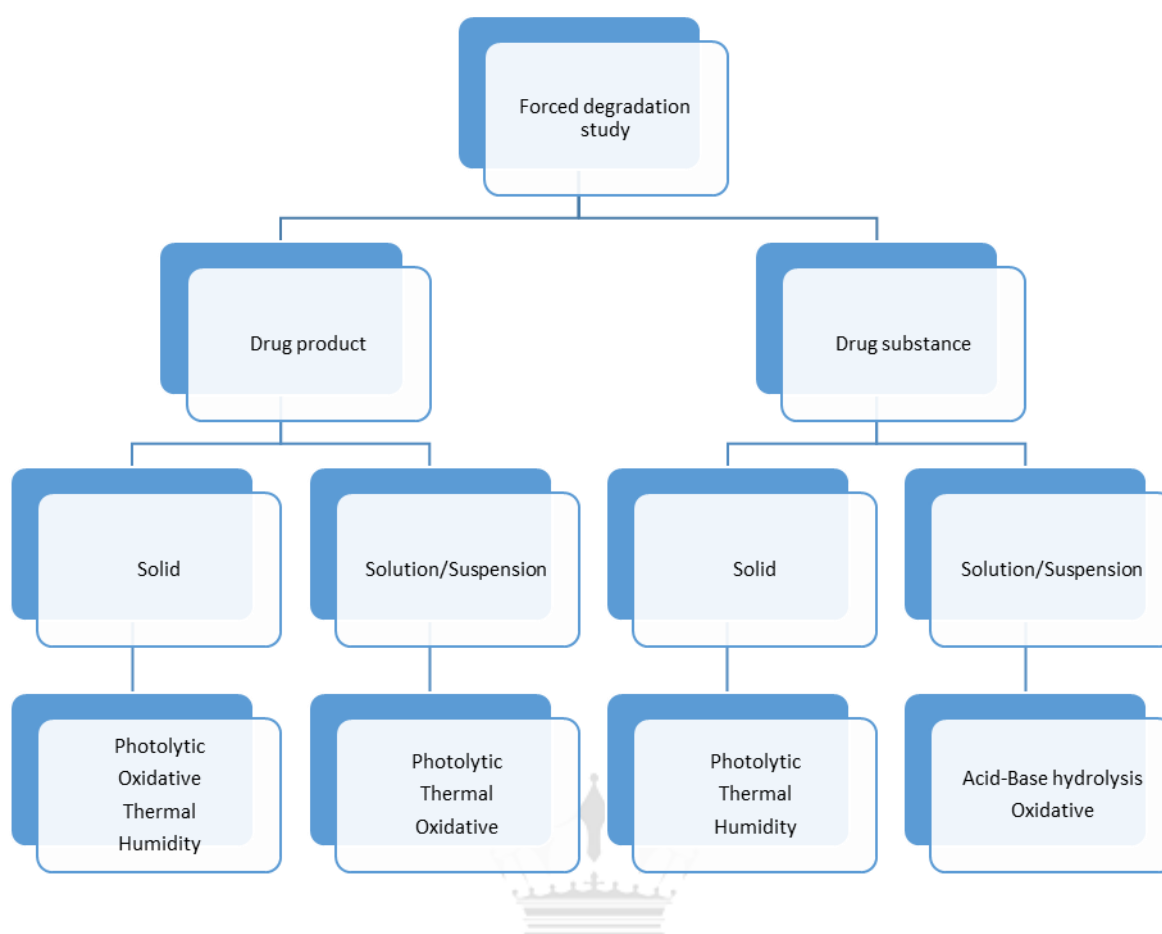 Forced degradation
study
Drug product
Drug substance
Solid
Solution/Suspension
Solid
Solution/Suspension
Photolytic
Oxidative
Thermal
Humidity
Photolytic
Thermal
Oxidative
Photolytic
Thermal
Humidity
Acid-Base hydrolysis
Oxidative